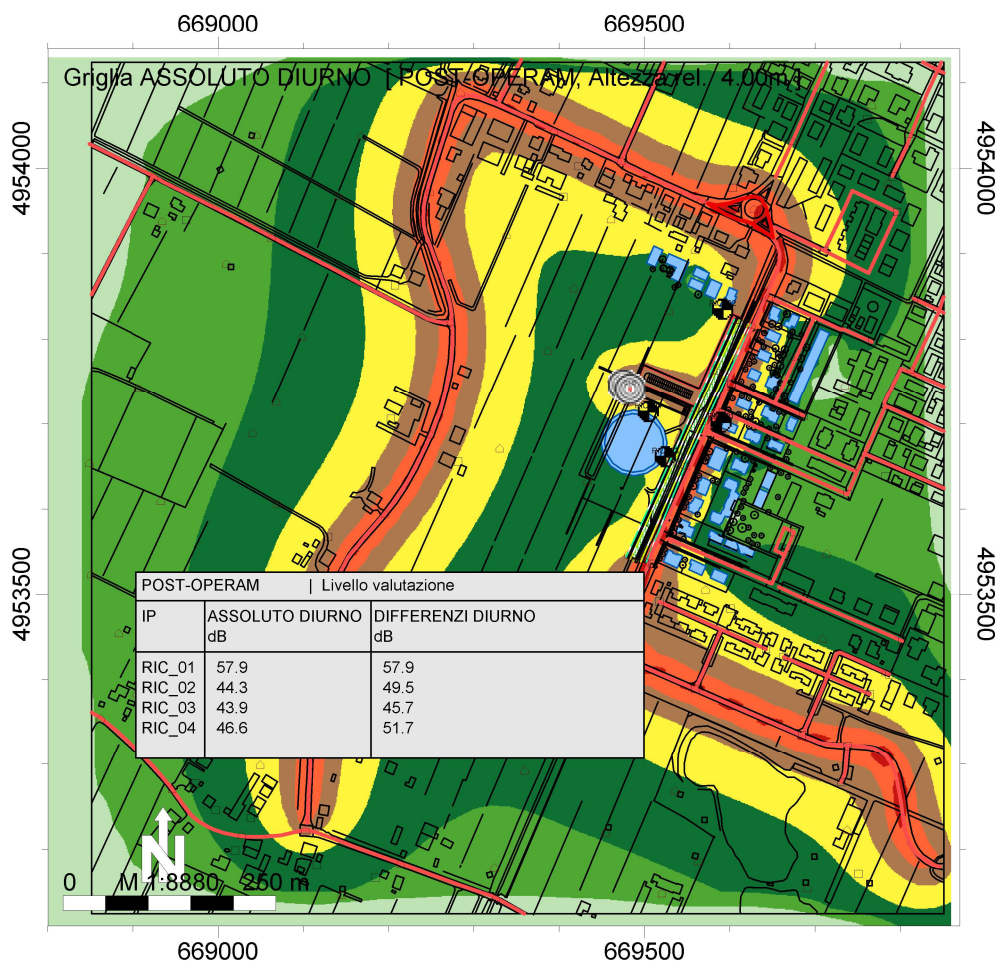 669000 669500
Griglia ASSOLUTO DIURNO [ POST-OPERAM, Altezza rel. 4.00m ]
4954000 4954000
4953500 4953500
POST-OPERAM | Livello valutazione
IP ASSOLUTO DIURNO DIFFERENZI DIURNO
dB dB
RIC_01 57.9 57.9
RIC_02 44.3 49.5
RIC_03 43.9 45.7
RIC_04 46.6 51.7
N
0 M 1:8880 250 m
669000 669500